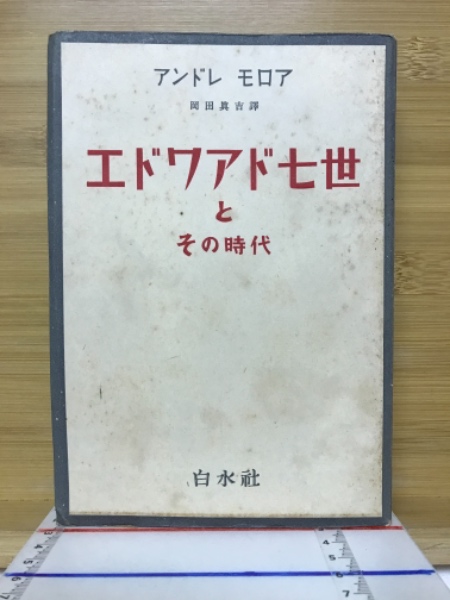 アンドレ モロア
岡田真吉譯
エドワアド七世
と
その時代
白水社